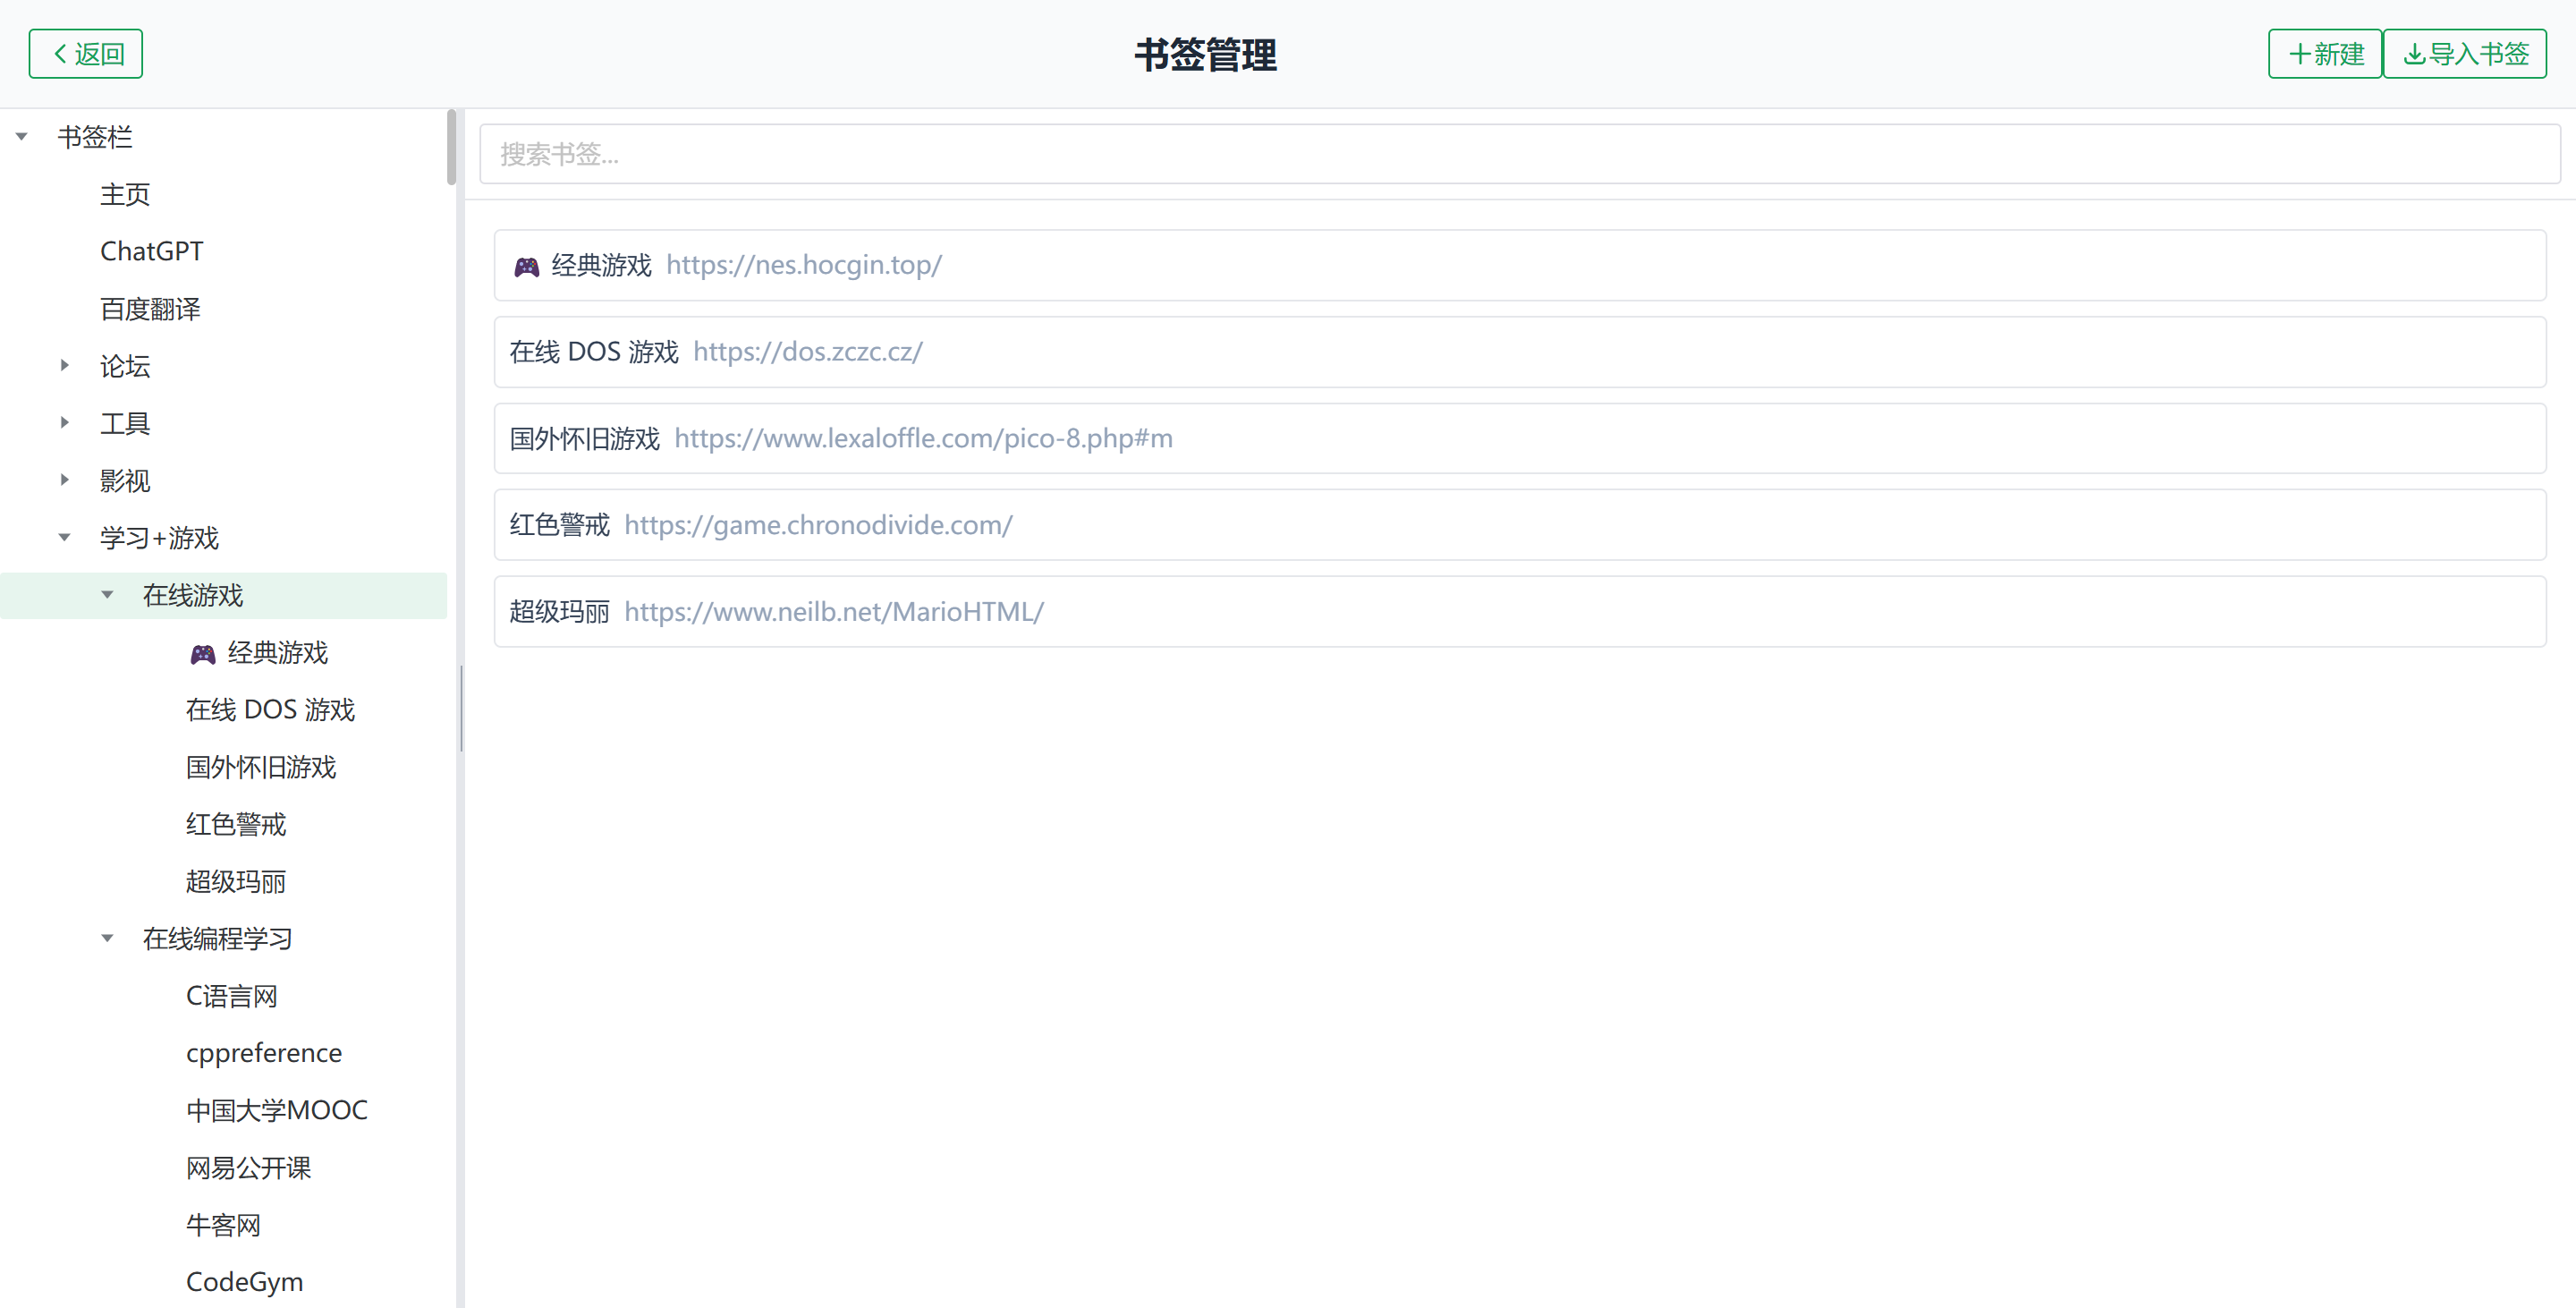 返回
书签管理
新建
导入书签
书签栏
主页
ChatGPT
百度翻译
论坛
工具
影视
学习+游戏
在线游戏
🎮 经典游戏
在线 DOS 游戏
国外怀旧游戏
红色警戒
超级玛丽
在线编程学习
C语言网
cppreference
中国大学MOOC
网易公开课
牛客网
CodeGym
搜索书签...
🎮 经典游戏 https://nes.hocgin.top/
在线 DOS 游戏 https://dos.zczc.cz/
国外怀旧游戏 https://www.lexaloffle.com/pico-8.php#m
红色警戒 https://game.chronodivide.com/
超级玛丽 https://www.neilb.net/MarioHTML/